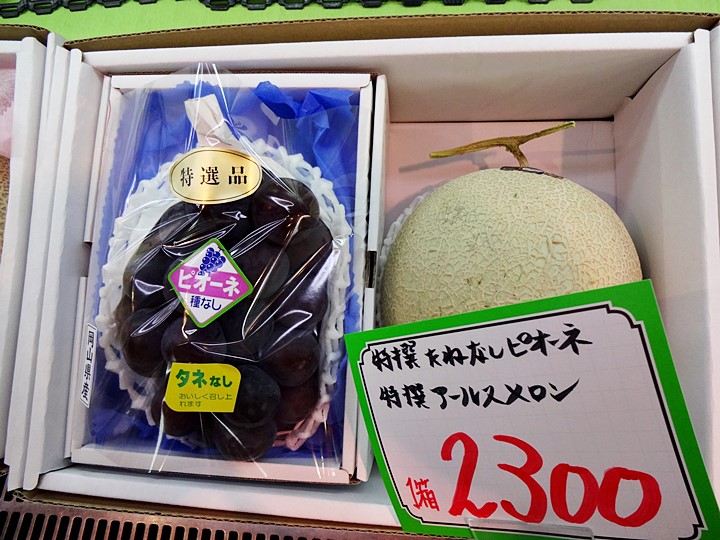 特選品
ピオーネ
種なし
タネなし
おいしく召し上
れます
岡山県産
特撰 たねなしピオーネ
特撰 アールスメロン
1箱 2300